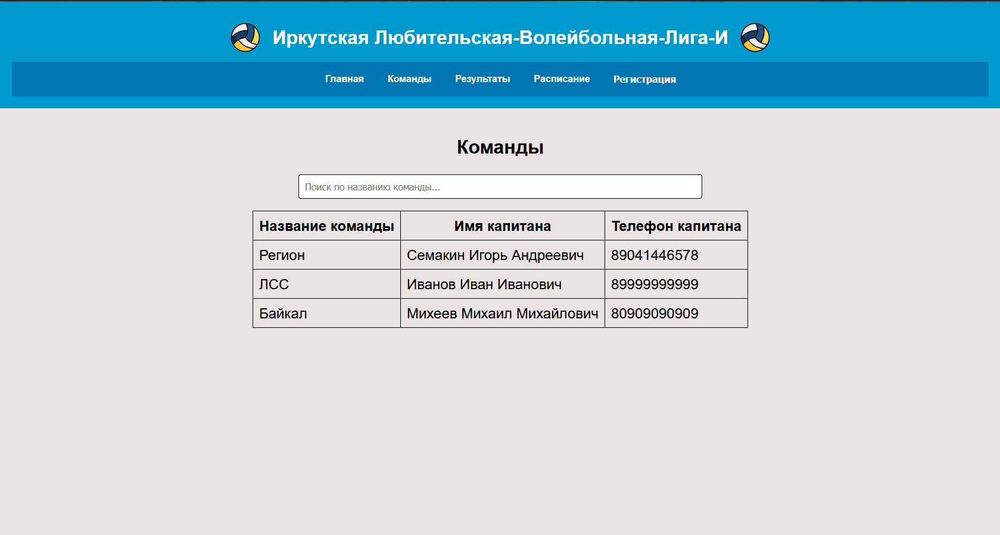 Иркутская Любительская-Волейбольная-Лига-И
Главная Команды Результаты Расписание Регистрация
Команды
Поиск по названию команды...
Название команды Имя капитана Телефон капитана
Регион Семакин Игорь Андреевич 89041446578
ЛСС Иванов Иван Иванович 89999999999
Байкал Михеев Михаил Михайлович 80909090909